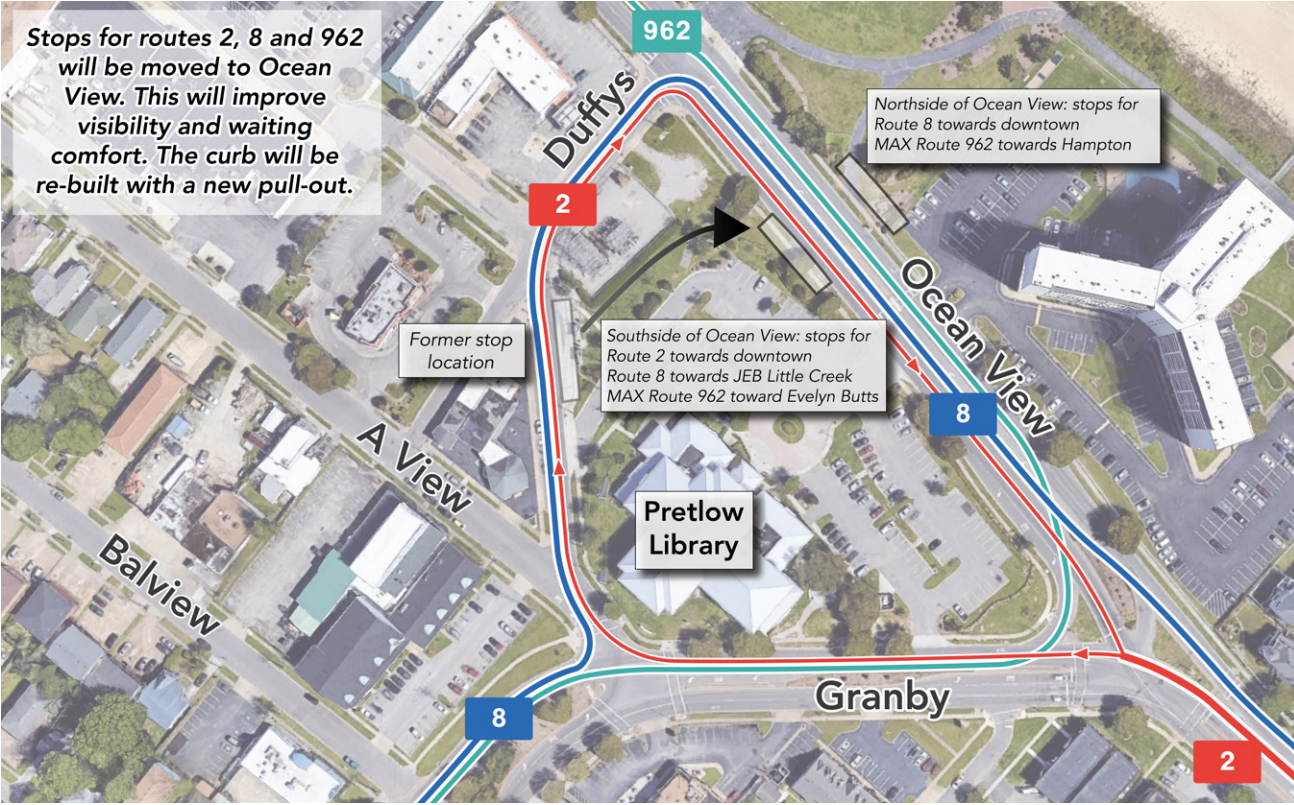 Stops for routes 2, 8 and 962
will be moved to Ocean
View. This will improve
visibility and waiting
comfort. The curb will be
re-built with a new pull-out.
962
Duffys
Northside of Ocean View: stops for
Route 8 towards downtown
MAX Route 962 towards Hampton
2
Ocean View
Former stop
location
Southside of Ocean View: stops for
Route 2 towards downtown
Route 8 towards JEB Little Creek
MAX Route 962 toward Evelyn Butts
8
A View
Pretlow
Library
Balview
Granby
8
2